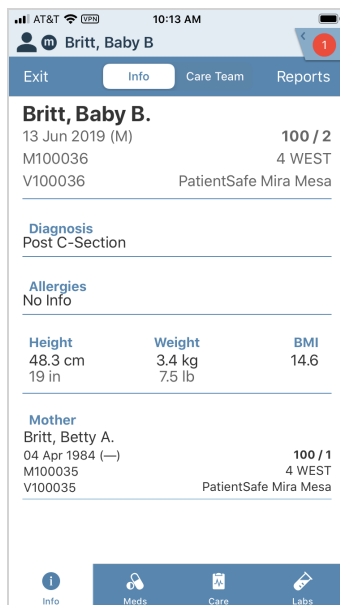 AT&T VPN 10:13 AM
m Britt, Baby B 1
Exit Info Care Team Reports
Britt, Baby B.
13 Jun 2019 (M) 100 / 2
M100036 4 WEST
V100036 PatientSafe Mira Mesa
Diagnosis
Post C-Section
Allergies
No Info
Height Weight BMI
48.3 cm 3.4 kg 14.6
19 in 7.5 lb
Mother
Britt, Betty A.
04 Apr 1984 (—) 100 / 1
M100035 4 WEST
V100035 PatientSafe Mira Mesa
i
Info Meds Care Labs